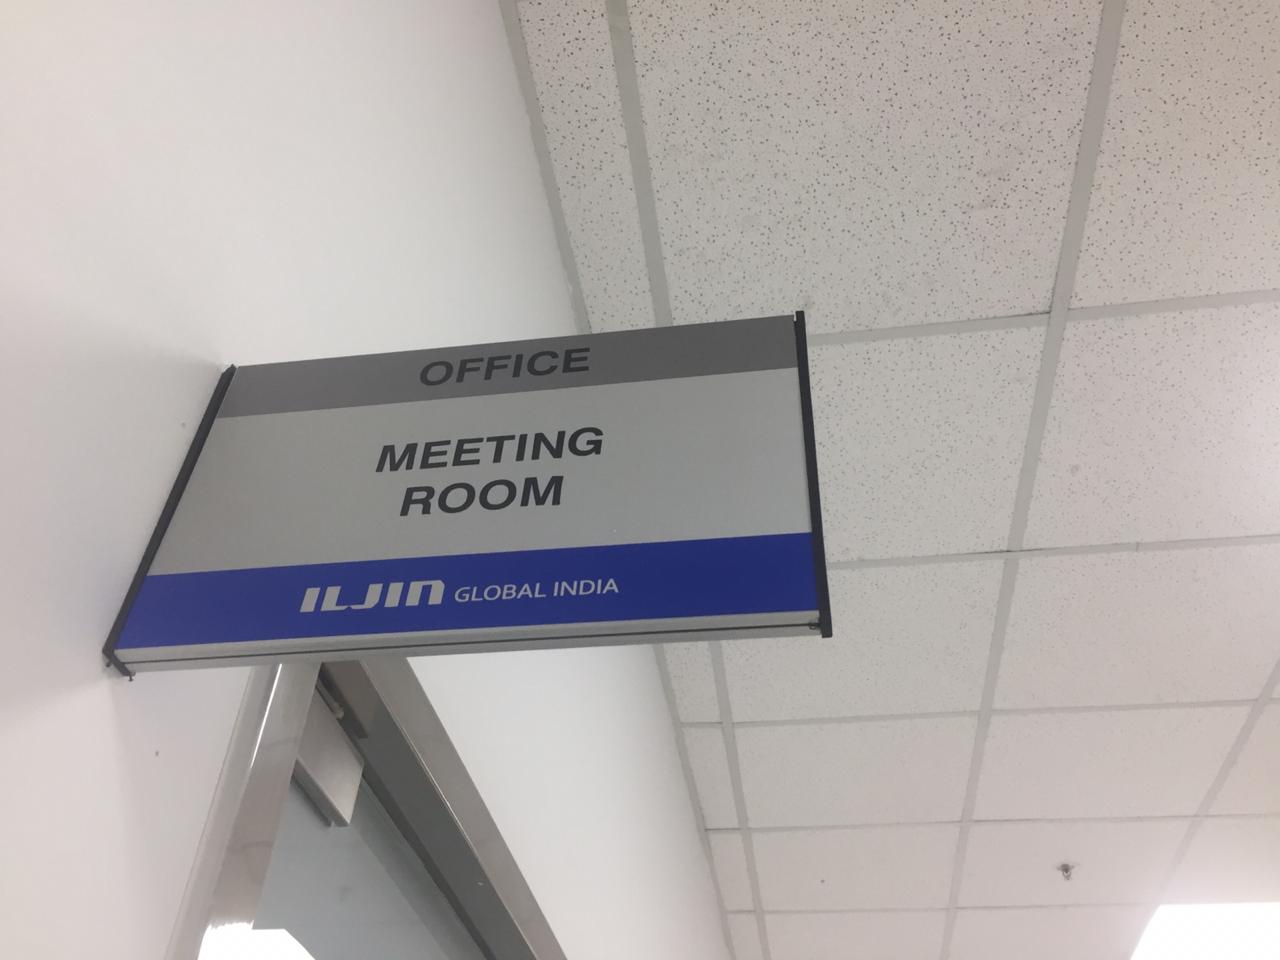 OFFICE
MEETING
ROOM
ILJIN GLOBAL INDIA